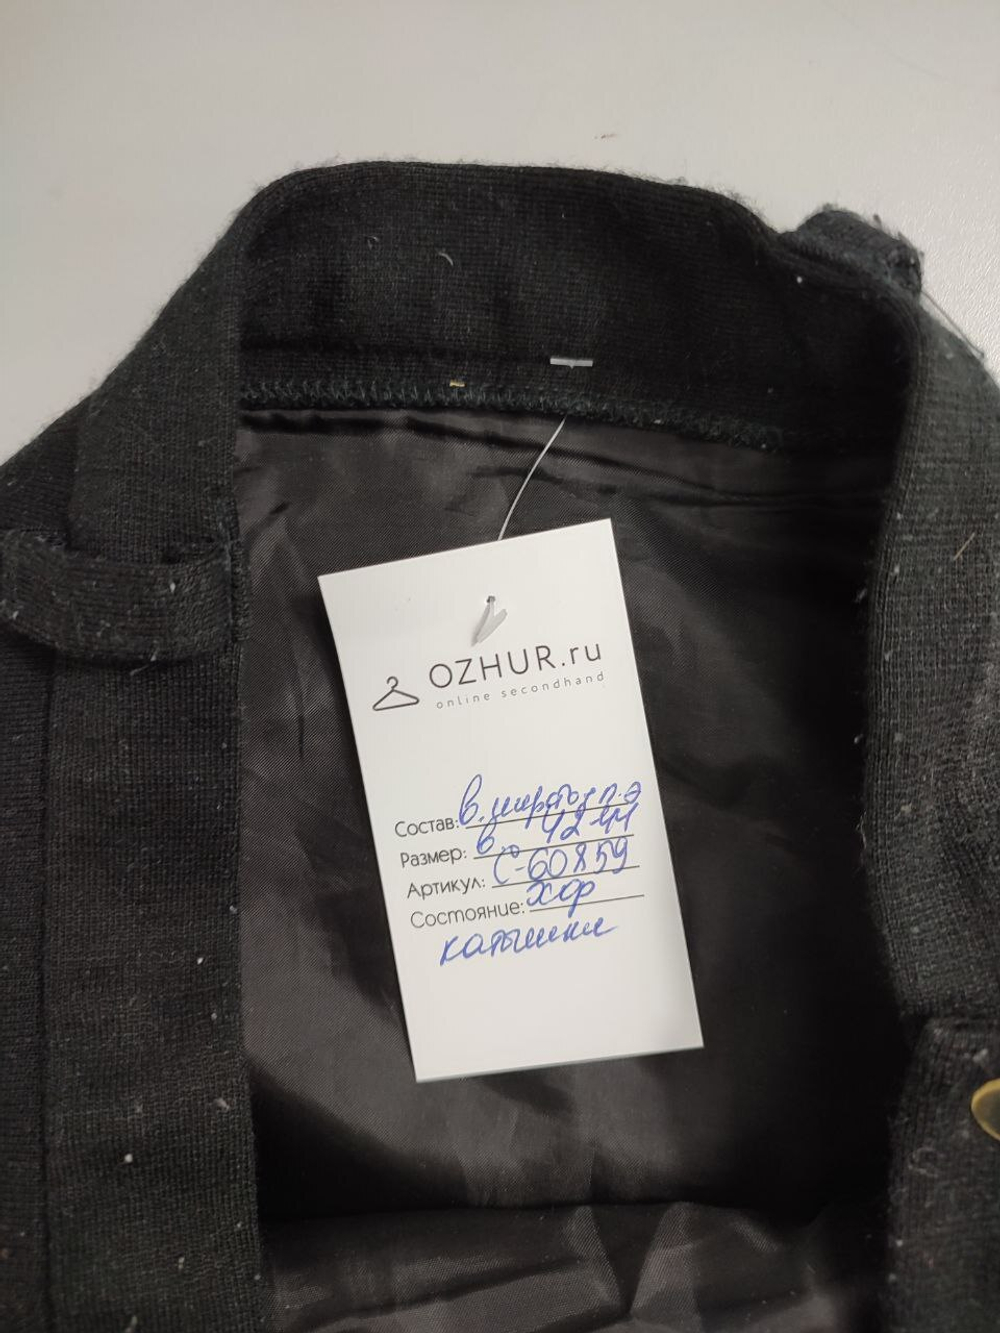 OZHUR.ru
online secondhand
Состав: в. шерсть, п.э
Размер: в. 42-44
Артикул: С-60859
Состояние: хор
катышки